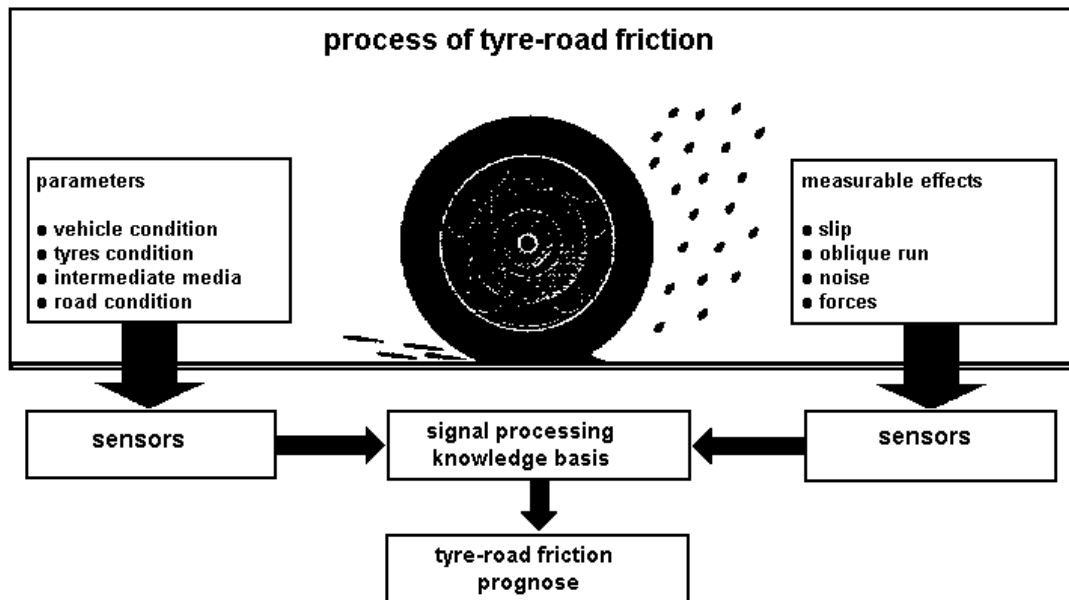 process of tyre-road friction
parameters
● vehicle condition
● tyres condition
● intermediate media
● road condition
measurable effects
● slip
● oblique run
● noise
● forces
sensors
signal processing
knowledge basis
sensors
tyre-road friction
prognose